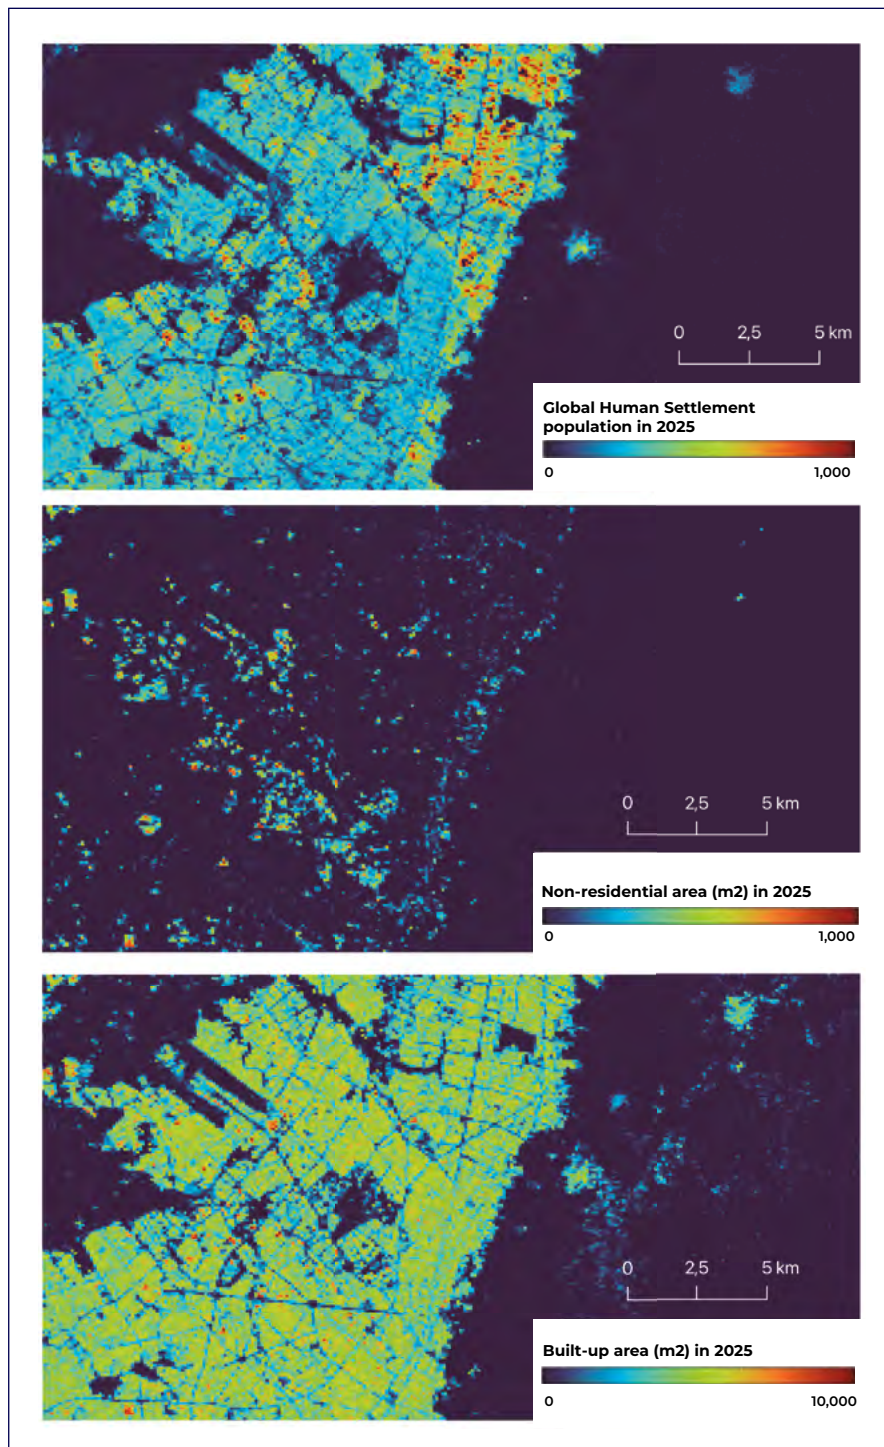 0 2,5 5 km
Global Human Settlement
population in 2025
0 1,000
0 2,5 5 km
Non-residential area (m2) in 2025
0 1,000
0 2,5 5 km
Built-up area (m2) in 2025
0 10,000